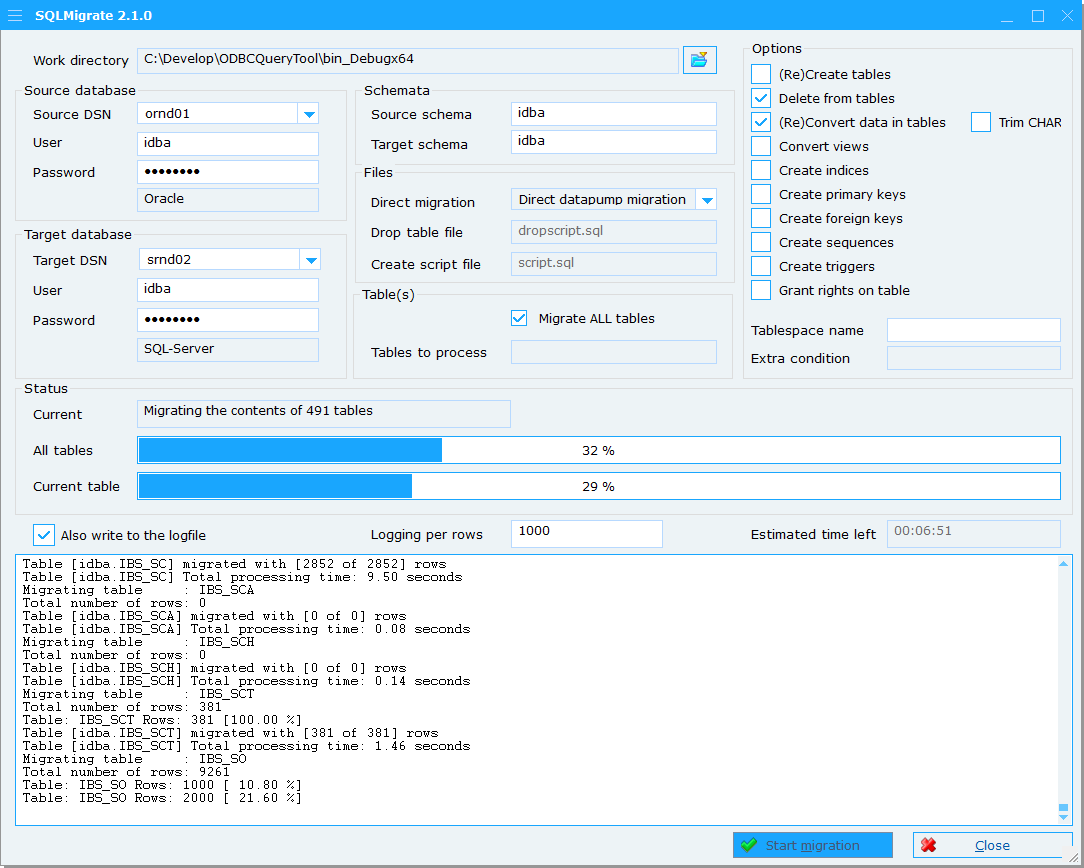 SQLMigrate 2.1.0
Work directory C:\Develop\ODBCQueryTool\bin_Debugx64
Source database
Source DSN ornd01
User idba
Password ••••••••
Oracle
Target database
Target DSN srnd02
User idba
Password ••••••••
SQL-Server
Schemata
Source schema idba
Target schema idba
Files
Direct migration Direct datapump migration
Drop table file dropscript.sql
Create script file script.sql
Table(s)
Migrate ALL tables
Tables to process
Options
(Re)Create tables
Delete from tables
(Re)Convert data in tables Trim CHAR
Convert views
Create indices
Create primary keys
Create foreign keys
Create sequences
Create triggers
Grant rights on table
Tablespace name
Extra condition
Status
Current Migrating the contents of 491 tables
All tables 32 %
Current table 29 %
Also write to the logfile Logging per rows 1000 Estimated time left 00:06:51
Table [idba.IBS_SC] migrated with [2852 of 2852] rows
Table [idba.IBS_SC] Total processing time: 9.50 seconds
Migrating table     : IBS_SCA
Total number of rows: 0
Table [idba.IBS_SCA] migrated with [0 of 0] rows
Table [idba.IBS_SCA] Total processing time: 0.08 seconds
Migrating table     : IBS_SCH
Total number of rows: 0
Table [idba.IBS_SCH] migrated with [0 of 0] rows
Table [idba.IBS_SCH] Total processing time: 0.14 seconds
Migrating table     : IBS_SCT
Total number of rows: 381
Table: IBS_SCT Rows: 381 [100.00 %]
Table [idba.IBS_SCT] migrated with [381 of 381] rows
Table [idba.IBS_SCT] Total processing time: 1.46 seconds
Migrating table     : IBS_SO
Total number of rows: 9261
Table: IBS_SO Rows: 1000 [ 10.80 %]
Table: IBS_SO Rows: 2000 [ 21.60 %]
Start migration Close